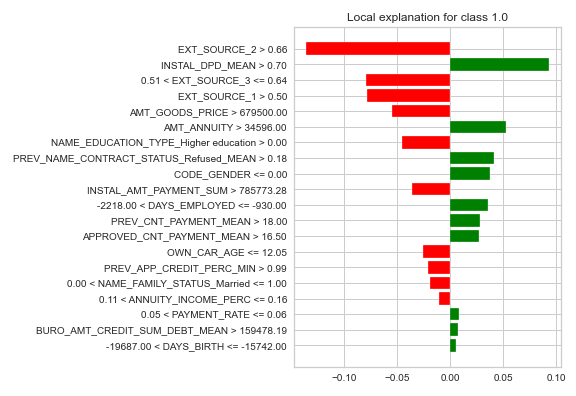 Local explanation for class 1.0
EXT_SOURCE_2 > 0.66
INSTAL_DPD_MEAN > 0.70
0.51 < EXT_SOURCE_3 <= 0.64
EXT_SOURCE_1 > 0.50
AMT_GOODS_PRICE > 679500.00
AMT_ANNUITY > 34596.00
NAME_EDUCATION_TYPE_Higher education > 0.00
PREV_NAME_CONTRACT_STATUS_Refused_MEAN > 0.18
CODE_GENDER <= 0.00
INSTAL_AMT_PAYMENT_SUM > 785773.28
-2218.00 < DAYS_EMPLOYED <= -930.00
PREV_CNT_PAYMENT_MEAN > 18.00
APPROVED_CNT_PAYMENT_MEAN > 16.50
OWN_CAR_AGE <= 12.05
PREV_APP_CREDIT_PERC_MIN > 0.99
0.00 < NAME_FAMILY_STATUS_Married <= 1.00
0.11 < ANNUITY_INCOME_PERC <= 0.16
0.05 < PAYMENT_RATE <= 0.06
BURO_AMT_CREDIT_SUM_DEBT_MEAN > 159478.19
-19687.00 < DAYS_BIRTH <= -15742.00
−0.10 −0.05 0.00 0.05 0.10